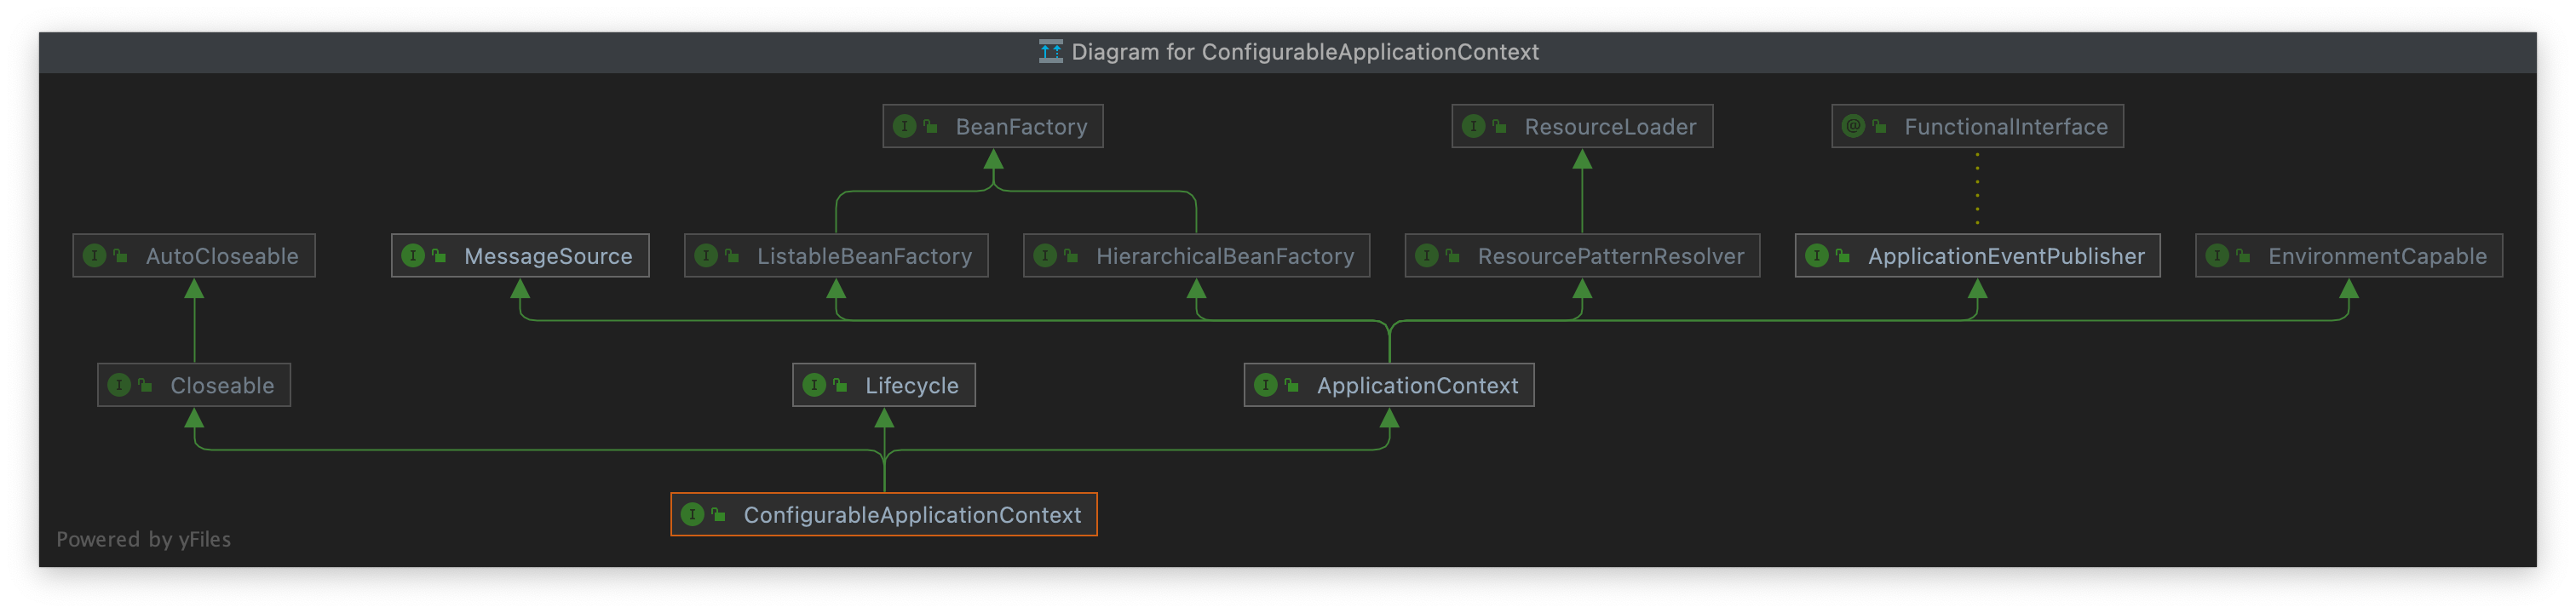 Diagram for ConfigurableApplicationContext
BeanFactory
ResourceLoader
@ FunctionalInterface
I AutoCloseable
I MessageSource
I ListableBeanFactory
I HierarchicalBeanFactory
I ResourcePatternResolver
I ApplicationEventPublisher
I EnvironmentCapable
I Closeable
I Lifecycle
I ApplicationContext
I ConfigurableApplicationContext
Powered by yFiles